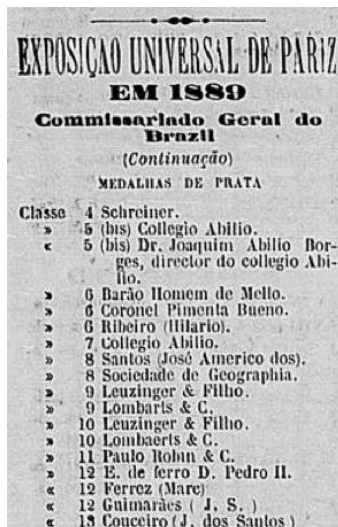 EXPOSIÇAO UNIVERSAL DE PARIZ
EM 1889
Commissariado Geral do
Brazil
(Continuação)
MEDALHAS DE PRATA
Classe 4 Schreiner.
» 5 (bis) Collegio Abilio.
« 5 (bis) Dr. Joaquim Abilio Bor-
ges, director do collegio Abi-
lio.
» 6 Barão Homem de Mello.
» 6 Coronel Pimenta Bueno.
» 6 Ribeiro (Hilario).
» 7 Collegio Abilio.
» 8 Santos (José Americo dos).
» 8 Sociedade de Geographia.
» 9 Leuzinger & Filho.
» 9 Lombarts & C.
» 10 Leuzinger & Filho.
» 10 Lombaerts & C.
» 11 Paulo Robin & C.
» 12 E. de ferro D. Pedro II.
« 12 Ferrez (Marc)
« 12 Guimarães ( J. S. )
« 13 Couceiro (J. dos Santos)